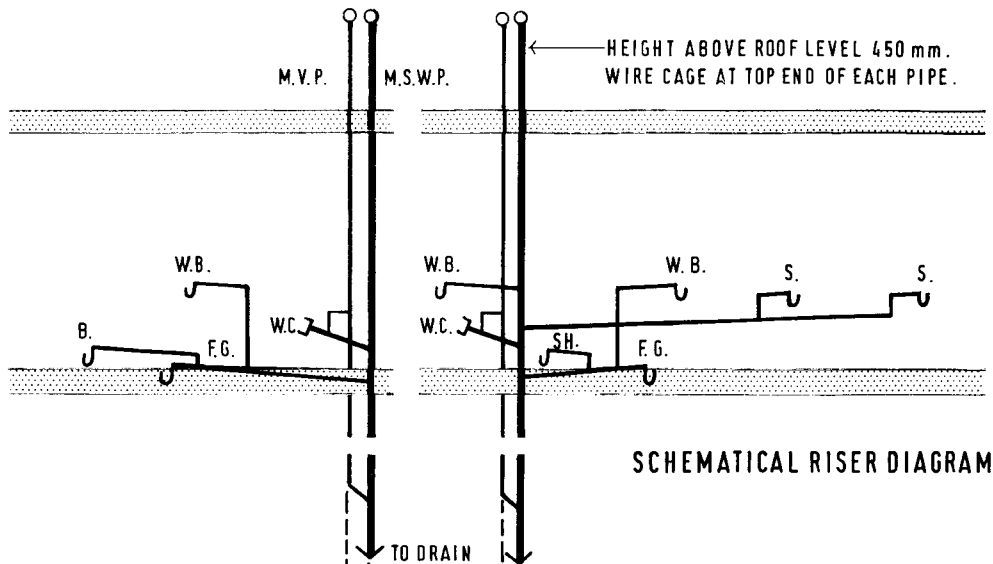 HEIGHT ABOVE ROOF LEVEL 450 mm.
WIRE CAGE AT TOP END OF EACH PIPE.
M.V.P. M.S.W.P.
W.B. W.B. W.B. S. S.
W.C. W.C.
B. F.G. SH. F.G.
SCHEMATICAL RISER DIAGRAM
TO DRAIN